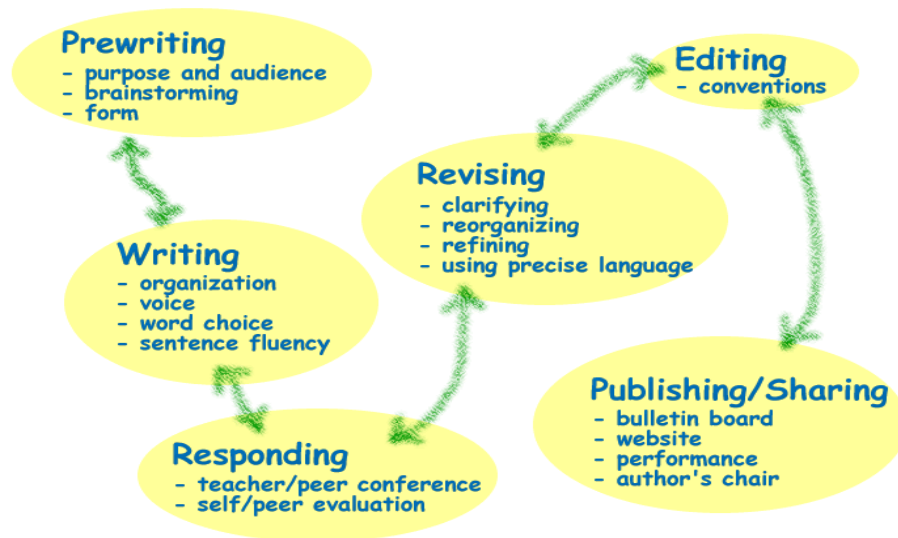 Prewriting
- purpose and audience
- brainstorming
- form
Writing
- organization
- voice
- word choice
- sentence fluency
Responding
- teacher/peer conference
- self/peer evaluation
Revising
- clarifying
- reorganizing
- refining
- using precise language
Editing
- conventions
Publishing/Sharing
- bulletin board
- website
- performance
- author's chair